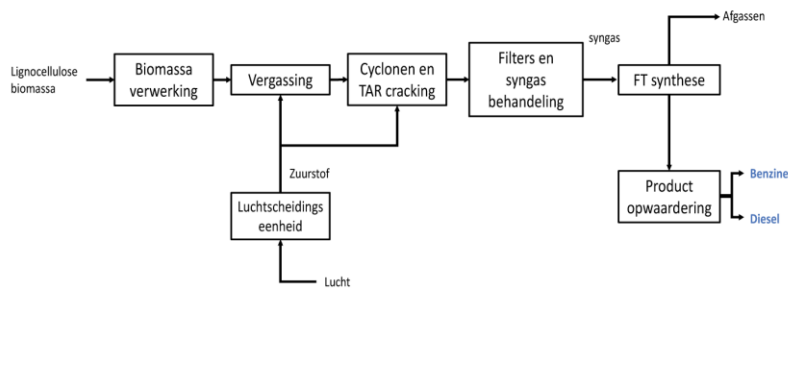 Afgassen
syngas
Lignocellulose
biomassa
Biomassa
verwerking
Vergassing
Cyclonen en
TAR cracking
Filters en
syngas
behandeling
FT synthese
Zuurstof
Luchtscheidings
eenheid
Lucht
Product
opwaardering
Benzine
Diesel